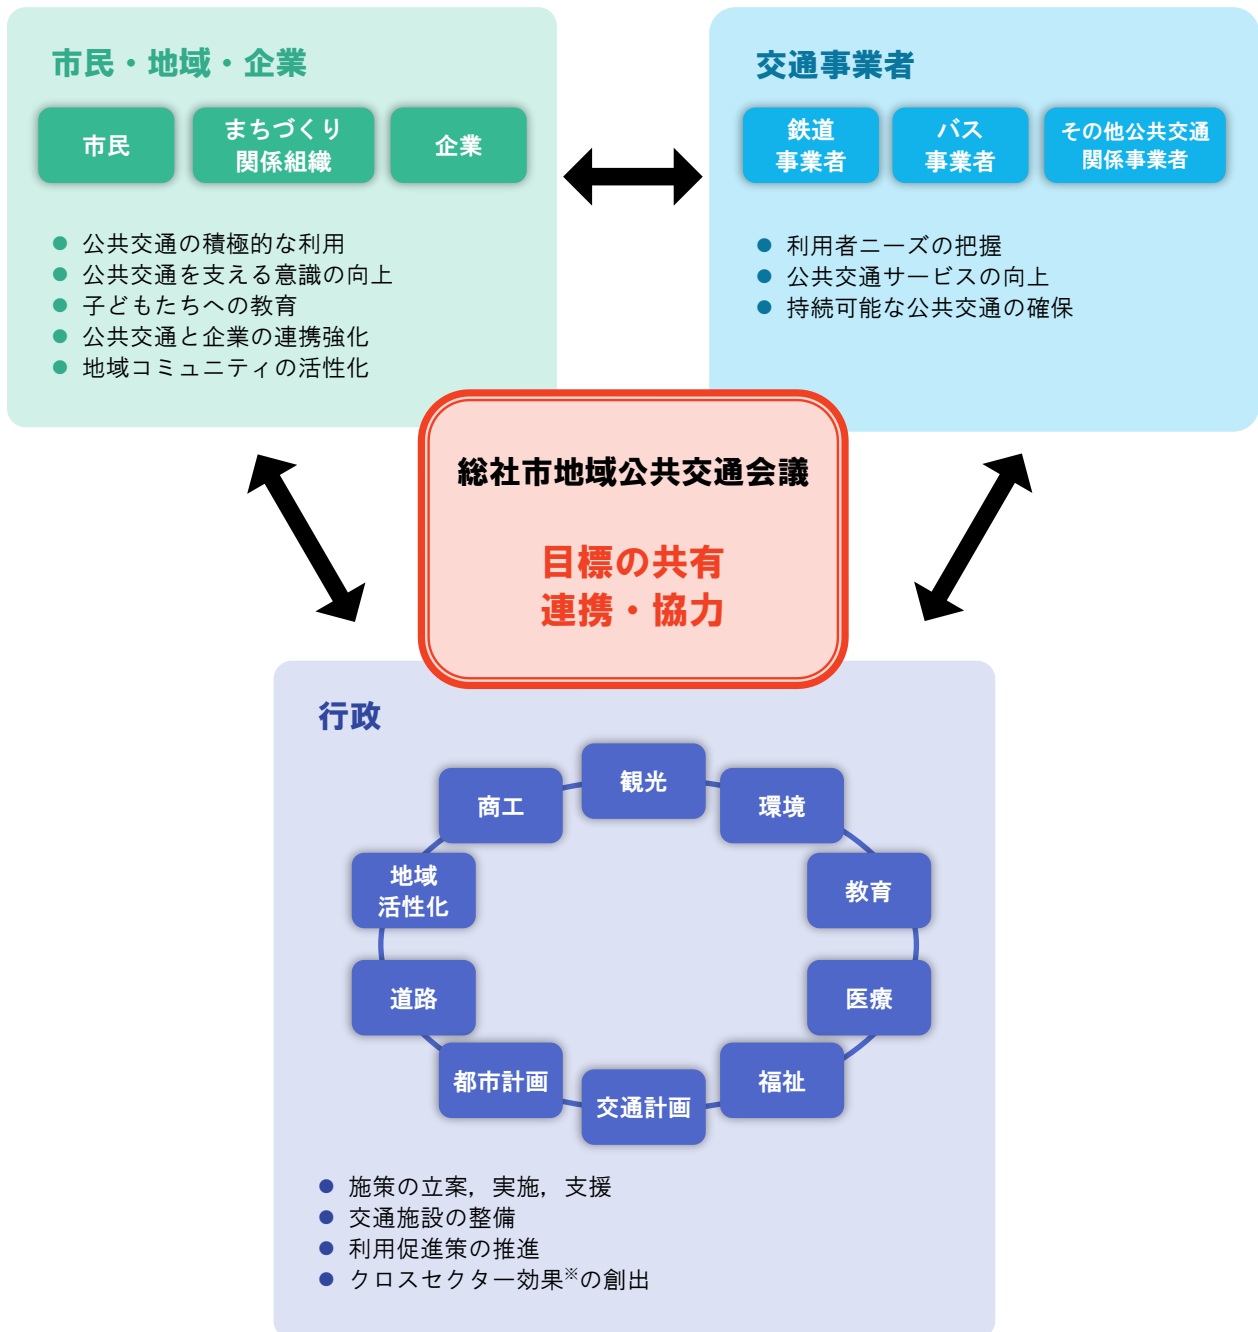 市民・地域・企業
市民
まちづくり
関係組織
企業
● 公共交通の積極的な利用
● 公共交通を支える意識の向上
● 子どもたちへの教育
● 公共交通と企業の連携強化
● 地域コミュニティの活性化
交通事業者
鉄道
事業者
バス
事業者
その他公共交通
関係事業者
● 利用者ニーズの把握
● 公共交通サービスの向上
● 持続可能な公共交通の確保
総社市地域公共交通会議
目標の共有
連携・協力
行政
観光
環境
教育
医療
福祉
交通計画
都市計画
道路
地域
活性化
商工
● 施策の立案，実施，支援
● 交通施設の整備
● 利用促進策の推進
● クロスセクター効果※の創出